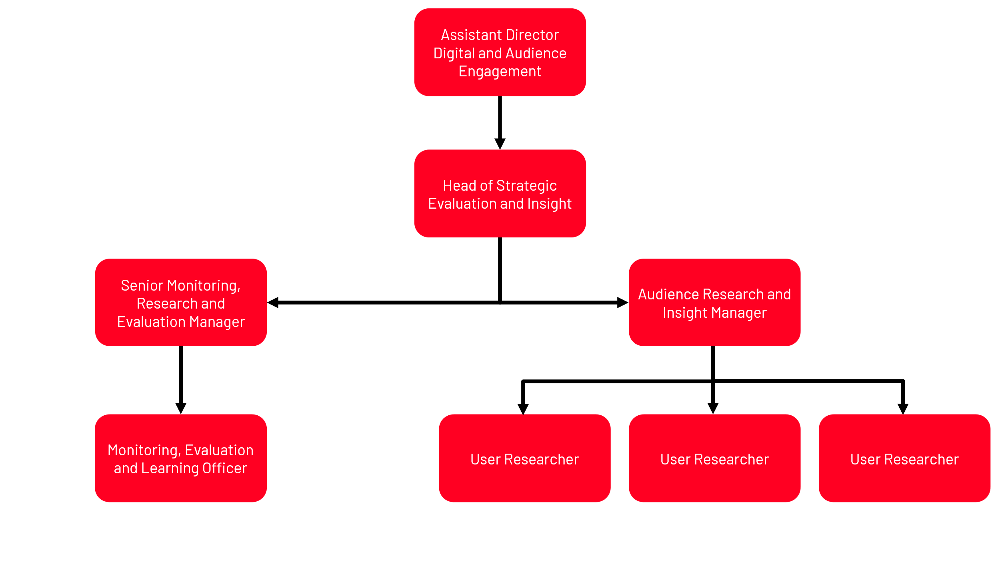 Assistant Director
Digital and Audience
Engagement
Head of Strategic
Evaluation and Insight
Senior Monitoring,
Research and
Evaluation Manager
Audience Research and
Insight Manager
Monitoring, Evaluation
and Learning Officer
User Researcher
User Researcher
User Researcher